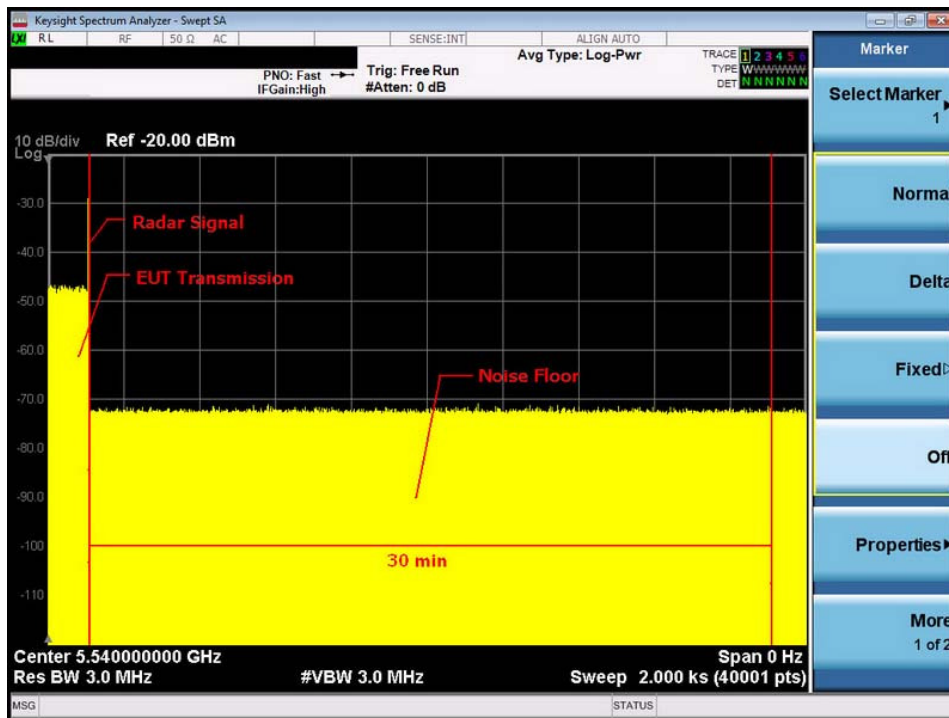 Keysight Spectrum Analyzer - Swept SA
LXI RL RF 50 Ω AC SENSE:INT ALIGN AUTO
Avg Type: Log-Pwr
PNO: Fast
IFGain:High
Trig: Free Run
#Atten: 0 dB
TRACE 1 2 3 4 5 6
TYPE WWWWWW
DET N N N N N N
10 dB/div
Log
Ref -20.00 dBm
-30.0
-40.0
-50.0
-60.0
-70.0
-80.0
-90.0
-100
-110
Radar Signal
EUT Transmission
Noise Floor
30 min
Center 5.540000000 GHz
Span 0 Hz
Res BW 3.0 MHz
#VBW 3.0 MHz
Sweep 2.000 ks (40001 pts)
MSG
STATUS
Marker
Select Marker
1
Norma
Delta
Fixed
Off
Properties
More
1 of 2